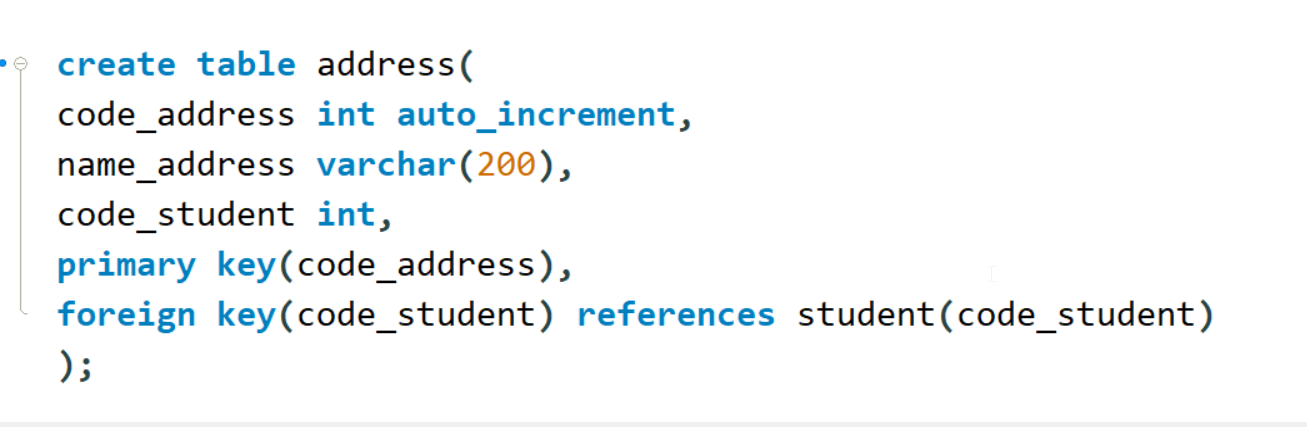 create table address(
code_address int auto_increment,
name_address varchar(200),
code_student int,
primary key(code_address),
foreign key(code_student) references student(code_student)
);